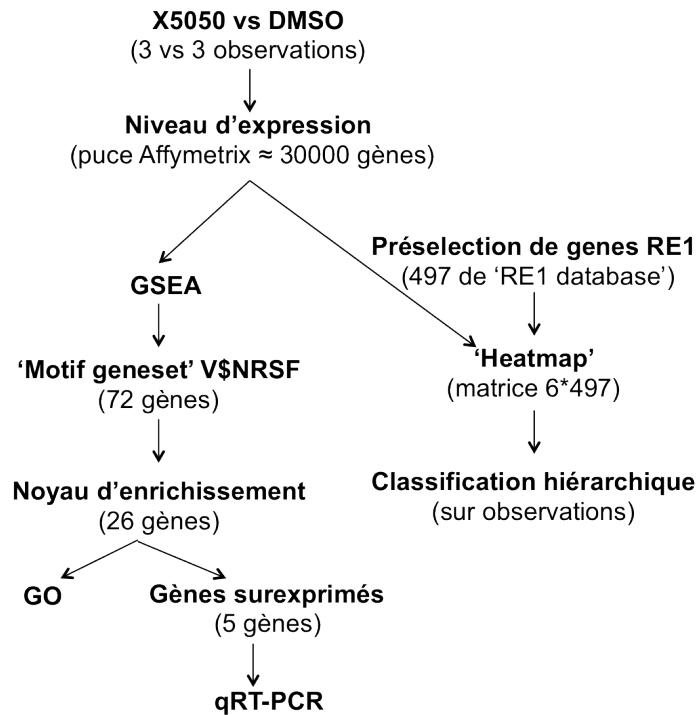 X5050 vs DMSO
(3 vs 3 observations)
Niveau d'expression
(puce Affymetrix ≈ 30000 gènes)
GSEA
'Motif geneset' V$NRSF
(72 gènes)
Noyau d'enrichissement
(26 gènes)
GO
Gènes surexprimés
(5 gènes)
qRT-PCR
Préselection de genes RE1
(497 de 'RE1 database')
'Heatmap'
(matrice 6*497)
Classification hiérarchique
(sur observations)